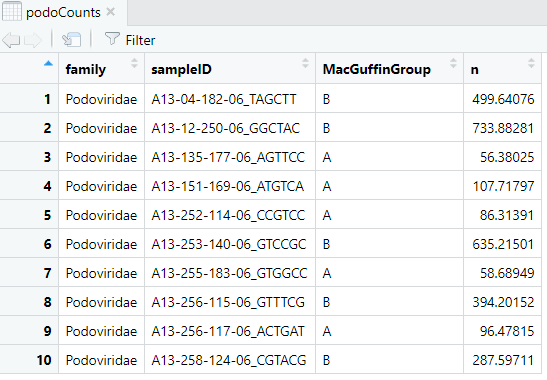 podoCounts
Filter
family sampleID MacGuffinGroup n
1 Podoviridae A13-04-182-06_TAGCTT B 499.64076
2 Podoviridae A13-12-250-06_GGCTAC B 733.88281
3 Podoviridae A13-135-177-06_AGTTCC A 56.38025
4 Podoviridae A13-151-169-06_ATGTCA A 107.71797
5 Podoviridae A13-252-114-06_CCGTCC A 86.31391
6 Podoviridae A13-253-140-06_GTCCGC B 635.21501
7 Podoviridae A13-255-183-06_GTGGCC A 58.68949
8 Podoviridae A13-256-115-06_GTTTCG B 394.20152
9 Podoviridae A13-256-117-06_ACTGAT A 96.47815
10 Podoviridae A13-258-124-06_CGTACG B 287.59711